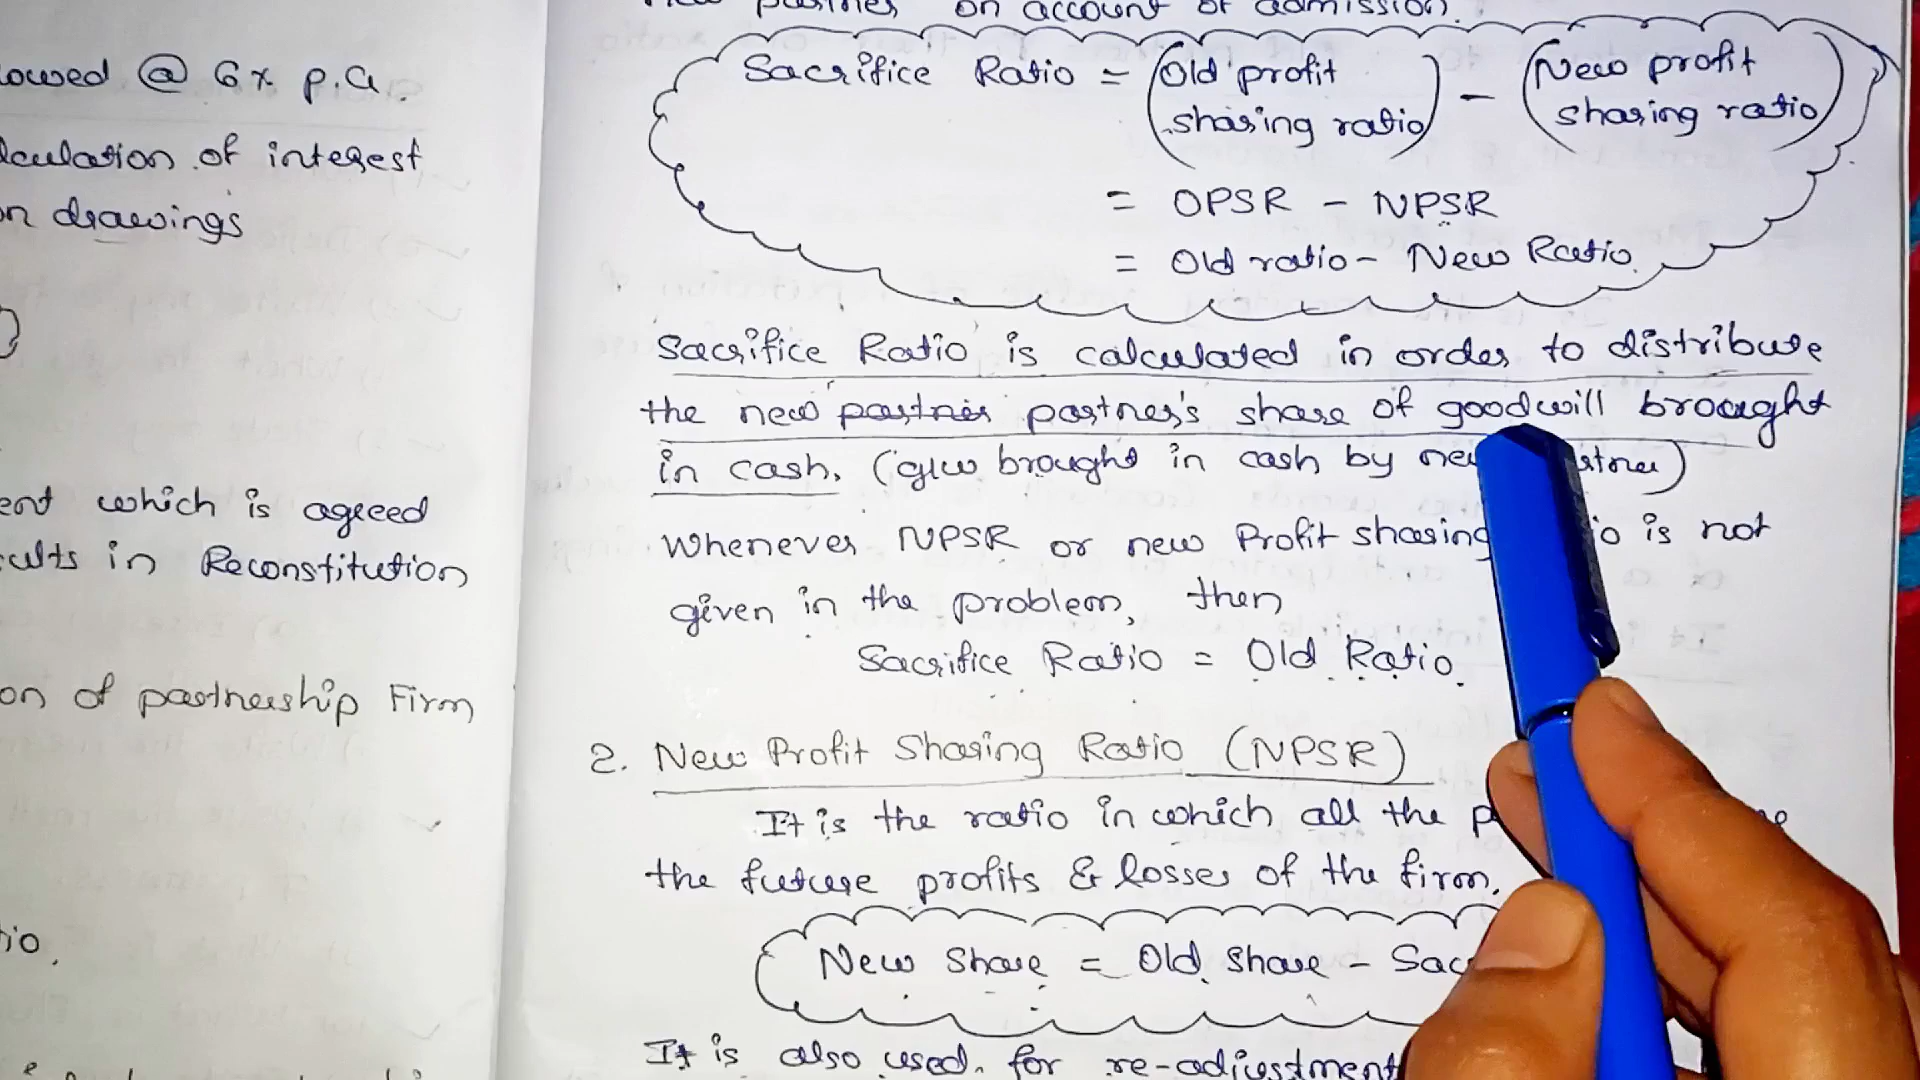 owed @ 6% p.a.
lculation of interest
on drawings
ent which is agreed
ults in Reconstitution
on of partnership Firm
tio.
New partner on account of admission.
Sacrifice Ratio = (Old profit sharing ratio) - (New profit sharing ratio)
= OPSR - NPSR
= Old ratio - New Ratio.
Sacrifice Ratio is calculated in order to distribute
the new partner's share of goodwill brought
in cash. (g/w brought in cash by new
Whenever NPSR or new Profit sharing is not
given in the problem, then
Sacrifice Ratio = Old Ratio.
2. New Profit Sharing Ratio (NPSR)
It is the ratio in which all the
the future profits & losses of the firm.
New Share = Old Share - Sac
It is also used for re-adjustment